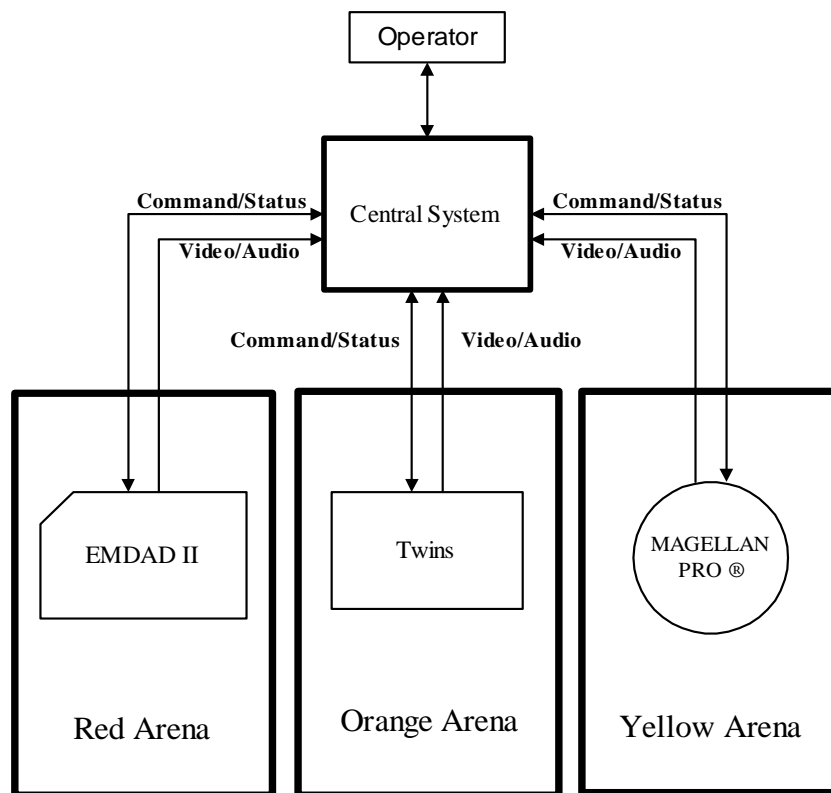 Operator
Central System
Command/Status
Video/Audio
Command/Status
Video/Audio
Command/Status
Video/Audio
EMDAD II
Twins
MAGELLAN
PRO ®
Red Arena
Orange Arena
Yellow Arena